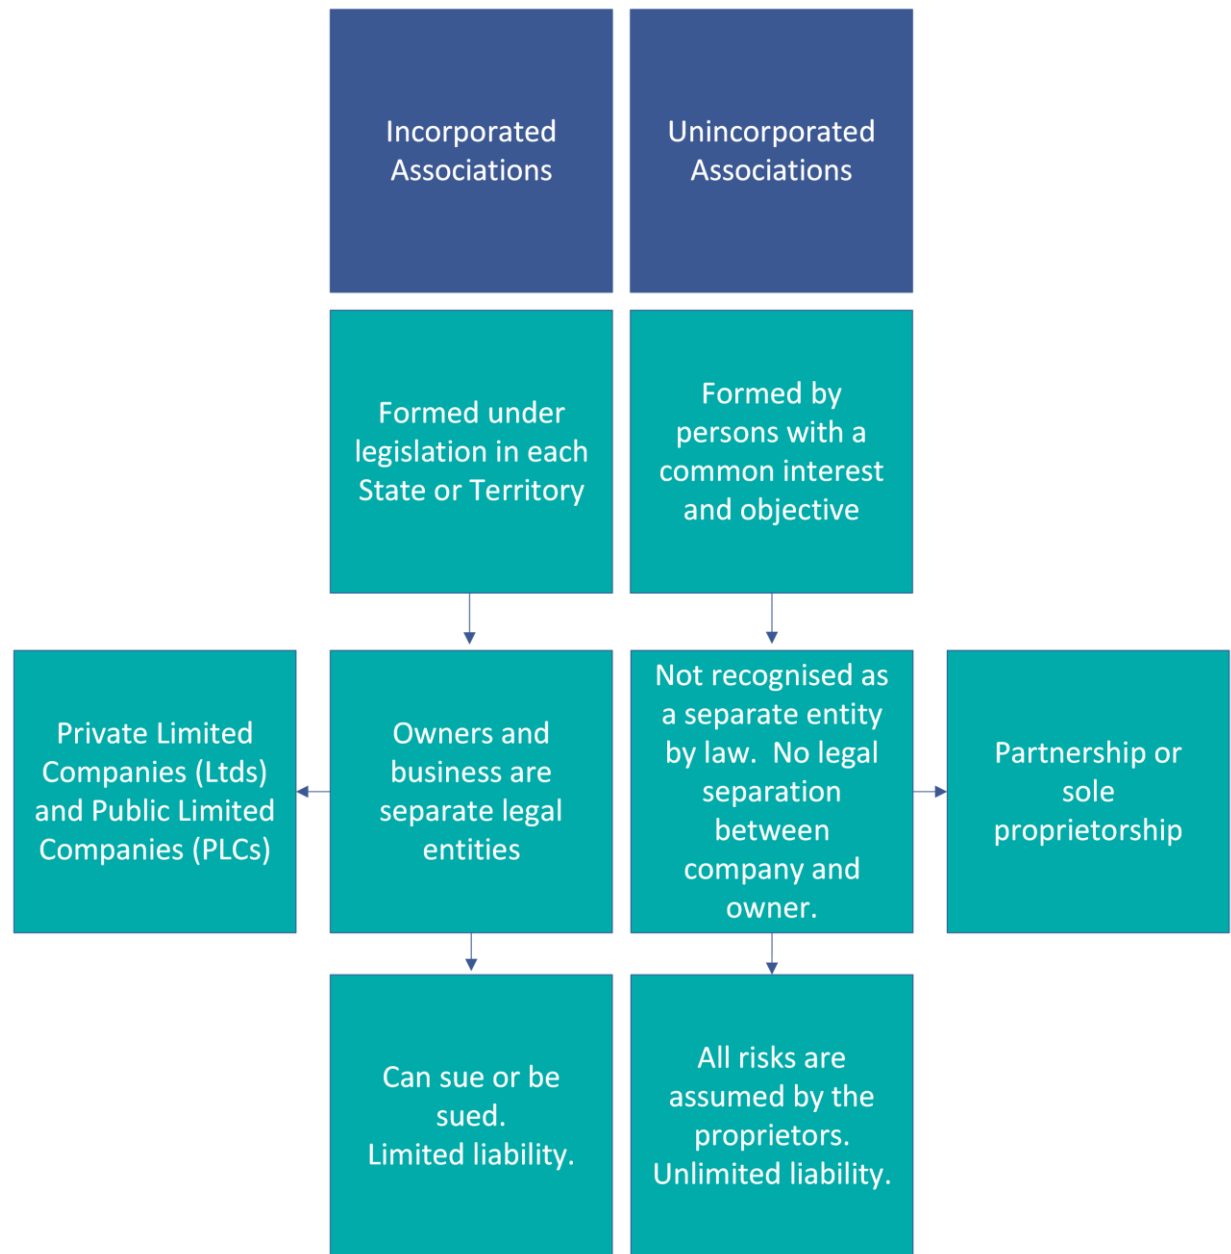 Incorporated
Associations
Unincorporated
Associations
Formed under
legislation in each
State or Territory
Formed by
persons with a
common interest
and objective
Private Limited
Companies (Ltds)
and Public Limited
Companies (PLCs)
Owners and
business are
separate legal
entities
Not recognised as
a separate entity
by law.  No legal
separation
between
company and
owner.
Partnership or
sole
proprietorship
Can sue or be
sued.
Limited liability.
All risks are
assumed by the
proprietors.
Unlimited liability.